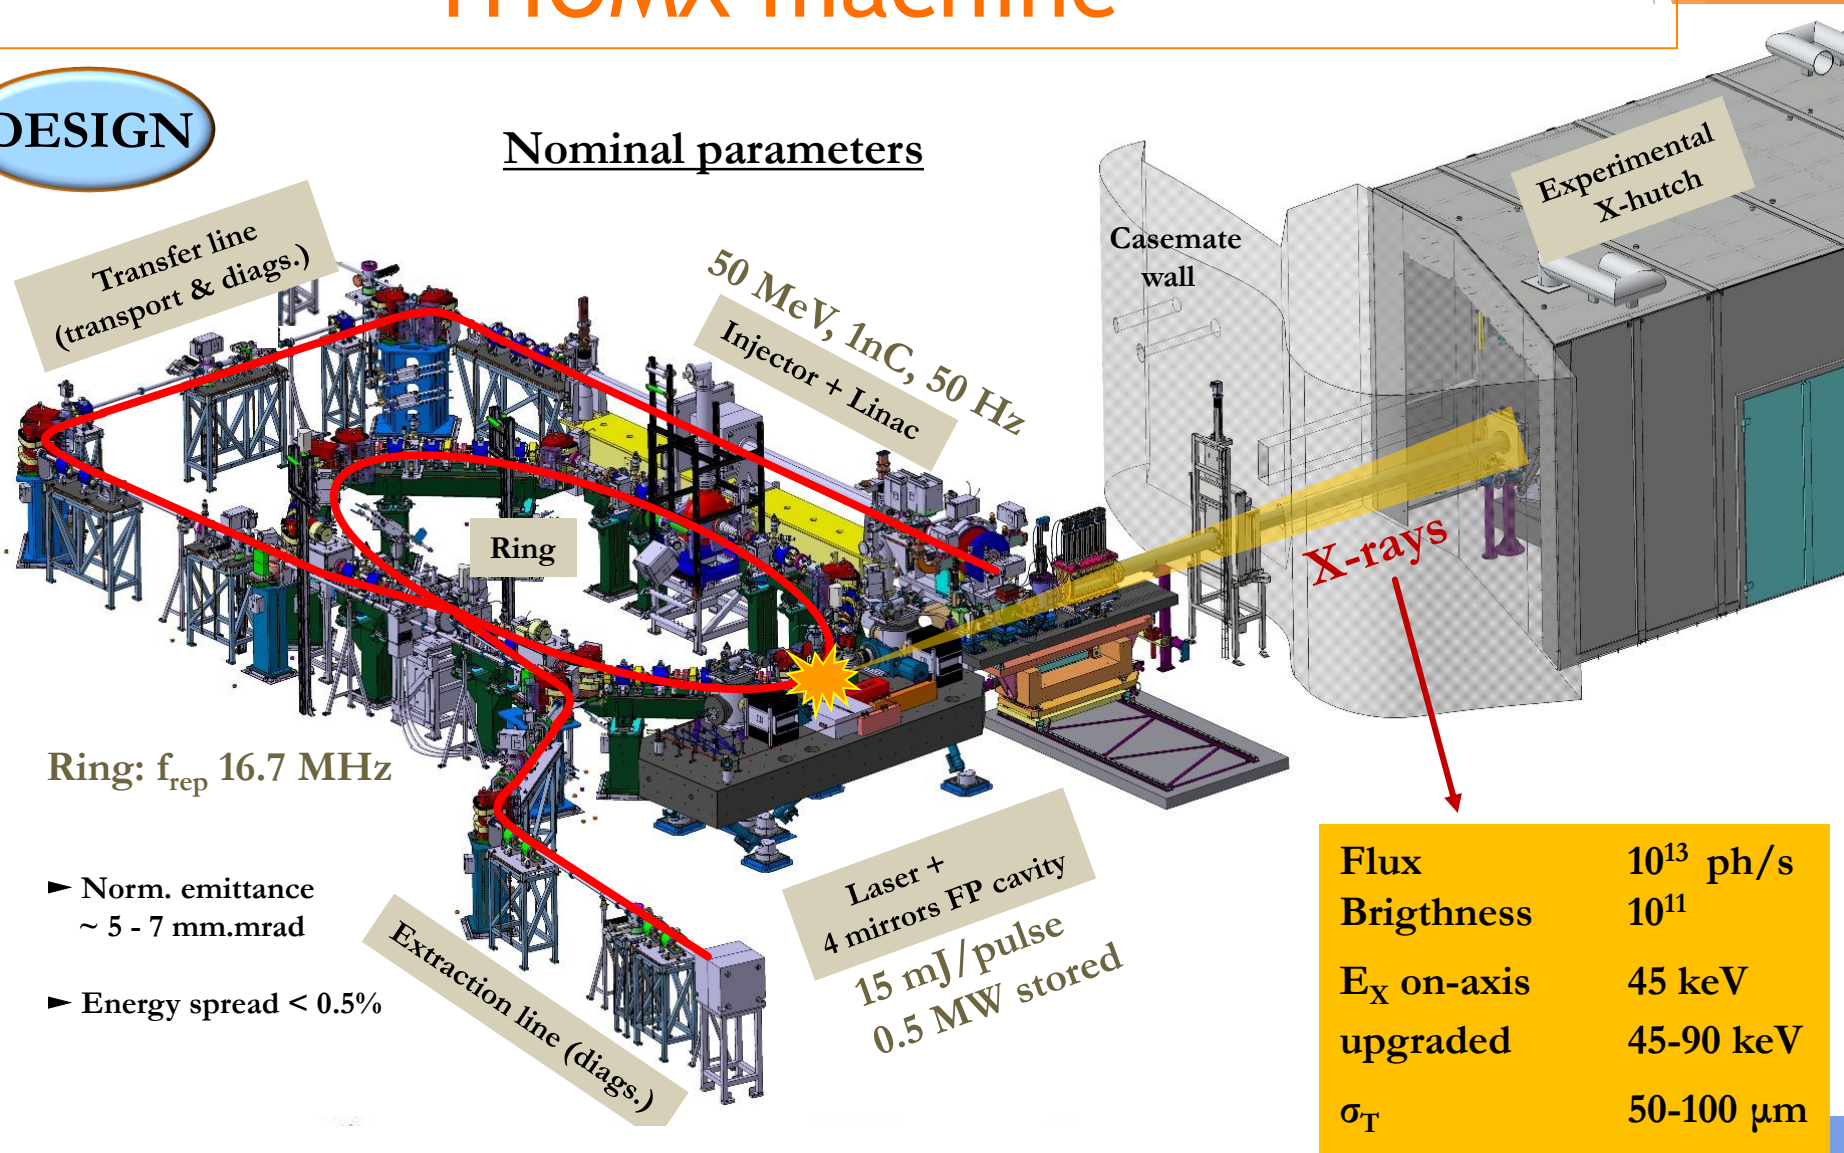 THOMX machine
DESIGN
Nominal parameters
Transfer line
(transport & diags.)
50 MeV, 1nC, 50 Hz
Injector + Linac
Casemate
wall
Experimental
X-hutch
Ring
X-rays
Ring: frep 16.7 MHz
► Norm. emittance
~ 5 - 7 mm.mrad
► Energy spread < 0.5%
Extraction line (diags.)
Laser +
4 mirrors FP cavity
15 mJ/pulse
0.5 MW stored
Flux 10¹³ ph/s
Brigthness 10¹¹
EX on-axis 45 keV
upgraded 45-90 keV
σT 50-100 μm